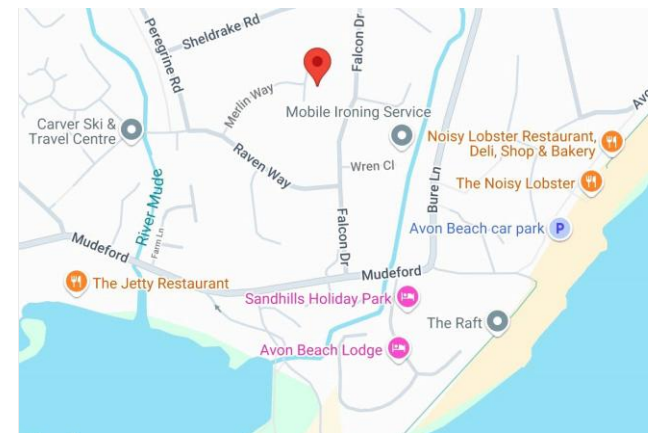 Sheldrake Rd
Peregrine Rd
Falcon Dr
Merlin Way
Mobile Ironing Service
Carver Ski &
Travel Centre
Noisy Lobster Restaurant,
Deli, Shop & Bakery
Raven Way
Wren Cl
The Noisy Lobster
River Mude
Bure Ln
Falcon Dr
Avon Beach car park
P
Farm Ln
Mudeford
Mudeford
The Jetty Restaurant
Sandhills Holiday Park
The Raft
Avon Beach Lodge